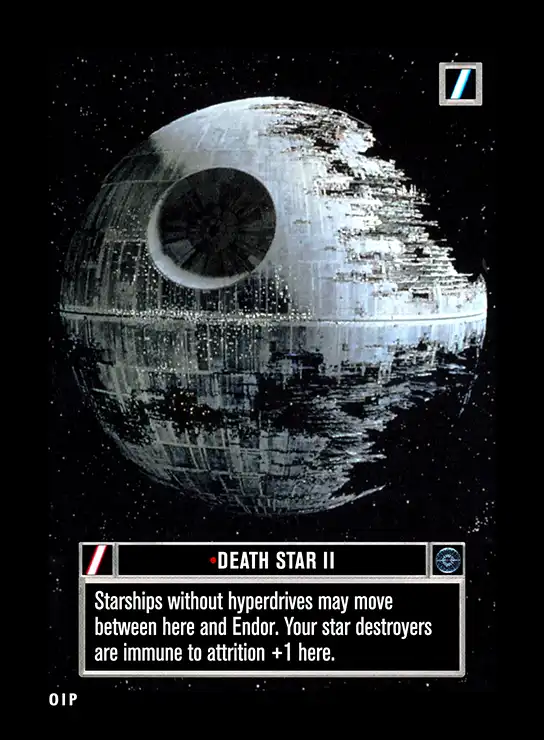 •DEATH STAR II
Starships without hyperdrives may move
between here and Endor. Your star destroyers
are immune to attrition +1 here.
OIP